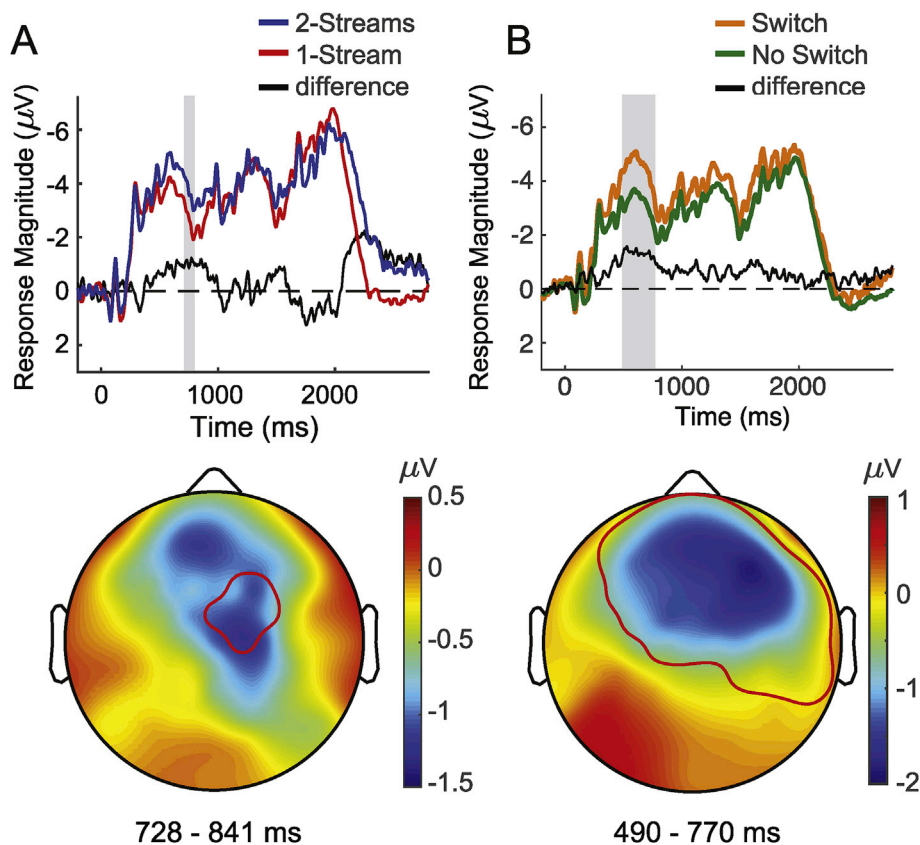 A
2-Streams
1-Stream
difference
Response Magnitude (μV)
-6
-4
-2
0
2
0
1000
2000
Time (ms)
B
Switch
No Switch
difference
Response Magnitude (μV)
-6
-4
-2
0
2
0
1000
2000
Time (ms)
μV
0.5
0
-0.5
-1
-1.5
728 - 841 ms
μV
1
0
-1
-2
490 - 770 ms